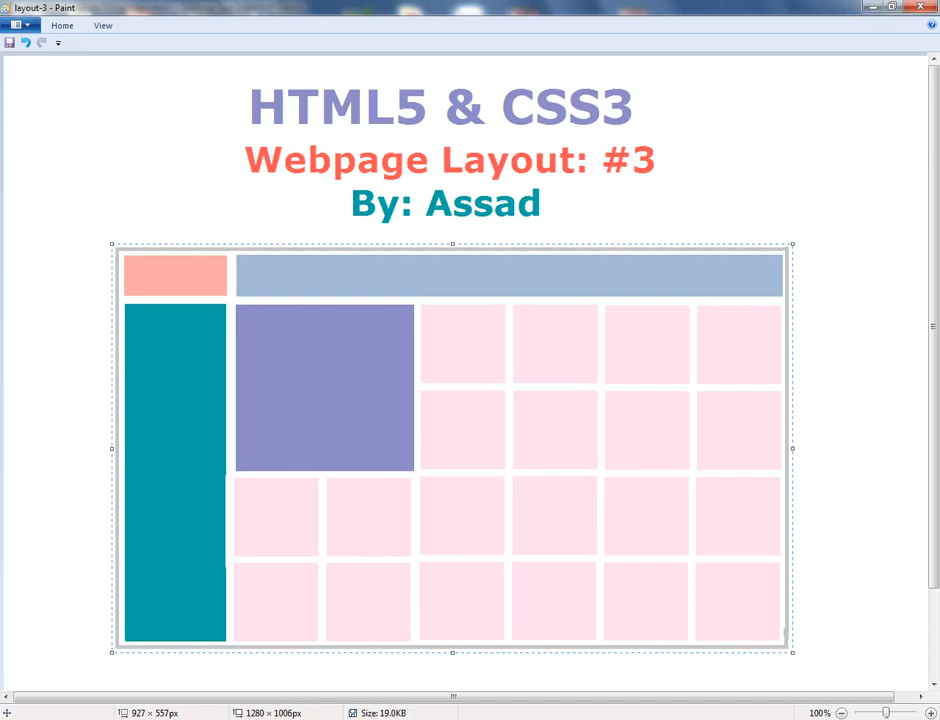 layout-3 - Paint
Home View
HTML5 & CSS3
Webpage Layout: #3
By: Assad
927 × 557px 1280 × 1006px Size: 19.0KB 100%